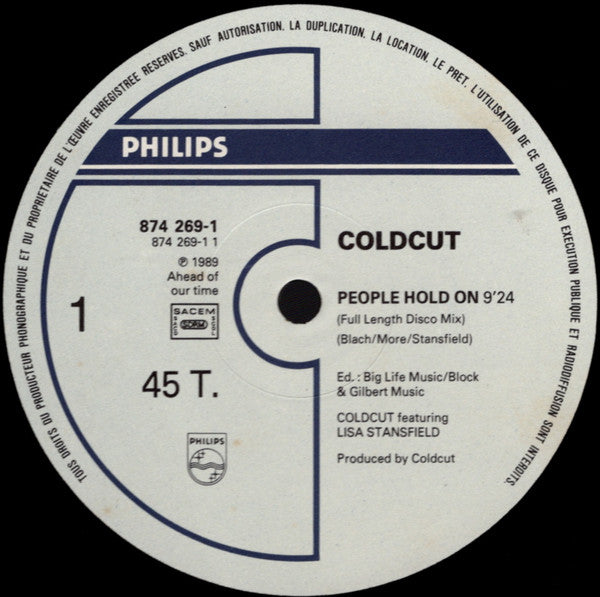 TOUS DROITS DU PRODUCTEUR PHONOGRAPHIQUE ET DU PROPRIETAIRE DE L'ŒUVRE ENREGISTREE RESERVES. SAUF AUTORISATION, LA DUPLICATION, LA LOCATION, LE PRET, L'UTILISATION DE CE DISQUE POUR EXECUTION PUBLIQUE ET RADIODIFFUSION SONT INTERDITS.
PHILIPS
874 269-1
874 269-1 1
℗ 1989
Ahead of
our time
SACEM
SACD SDRM SGDL
1
45 T.
PHILIPS
COLDCUT
PEOPLE HOLD ON 9'24
(Full Length Disco Mix)
(Blach/More/Stansfield)
Ed. : Big Life Music/Block
& Gilbert Music
COLDCUT featuring
LISA STANSFIELD
Produced by Coldcut